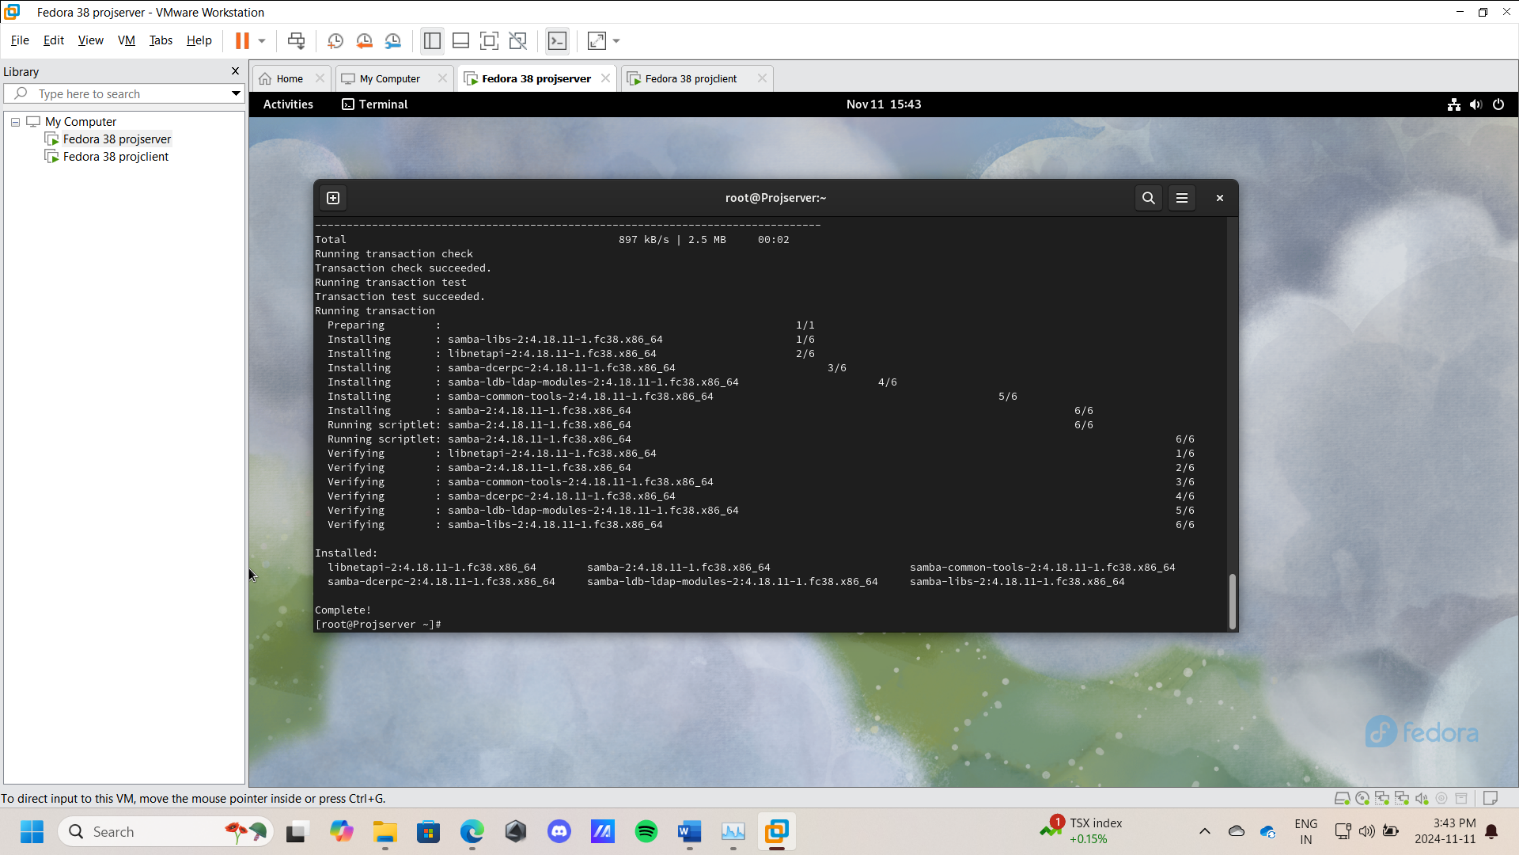 Fedora 38 projserver - VMware Workstation
File Edit View VM Tabs Help
Library
Type here to search
My Computer
Fedora 38 projserver
Fedora 38 projclient
Home My Computer Fedora 38 projserver Fedora 38 projclient
Activities Terminal Nov 11 15:43
root@Projserver:~
--------------------------------------------------------------------------------
Total 897 kB/s | 2.5 MB 00:02
Running transaction check
Transaction check succeeded.
Running transaction test
Transaction test succeeded.
Running transaction
Preparing : 1/1
Installing : samba-libs-2:4.18.11-1.fc38.x86_64 1/6
Installing : libnetapi-2:4.18.11-1.fc38.x86_64 2/6
Installing : samba-dcerpc-2:4.18.11-1.fc38.x86_64 3/6
Installing : samba-ldb-ldap-modules-2:4.18.11-1.fc38.x86_64 4/6
Installing : samba-common-tools-2:4.18.11-1.fc38.x86_64 5/6
Installing : samba-2:4.18.11-1.fc38.x86_64 6/6
Running scriptlet: samba-2:4.18.11-1.fc38.x86_64 6/6
Running scriptlet: samba-2:4.18.11-1.fc38.x86_64 6/6
Verifying : libnetapi-2:4.18.11-1.fc38.x86_64 1/6
Verifying : samba-2:4.18.11-1.fc38.x86_64 2/6
Verifying : samba-common-tools-2:4.18.11-1.fc38.x86_64 3/6
Verifying : samba-dcerpc-2:4.18.11-1.fc38.x86_64 4/6
Verifying : samba-ldb-ldap-modules-2:4.18.11-1.fc38.x86_64 5/6
Verifying : samba-libs-2:4.18.11-1.fc38.x86_64 6/6
Installed:
libnetapi-2:4.18.11-1.fc38.x86_64 samba-2:4.18.11-1.fc38.x86_64 samba-common-tools-2:4.18.11-1.fc38.x86_64
samba-dcerpc-2:4.18.11-1.fc38.x86_64 samba-ldb-ldap-modules-2:4.18.11-1.fc38.x86_64 samba-libs-2:4.18.11-1.fc38.x86_64
Complete!
[root@Projserver ~]#
fedora
To direct input to this VM, move the mouse pointer inside or press Ctrl+G.
Search
1
TSX index
+0.15%
ENG
IN
3:43 PM
2024-11-11